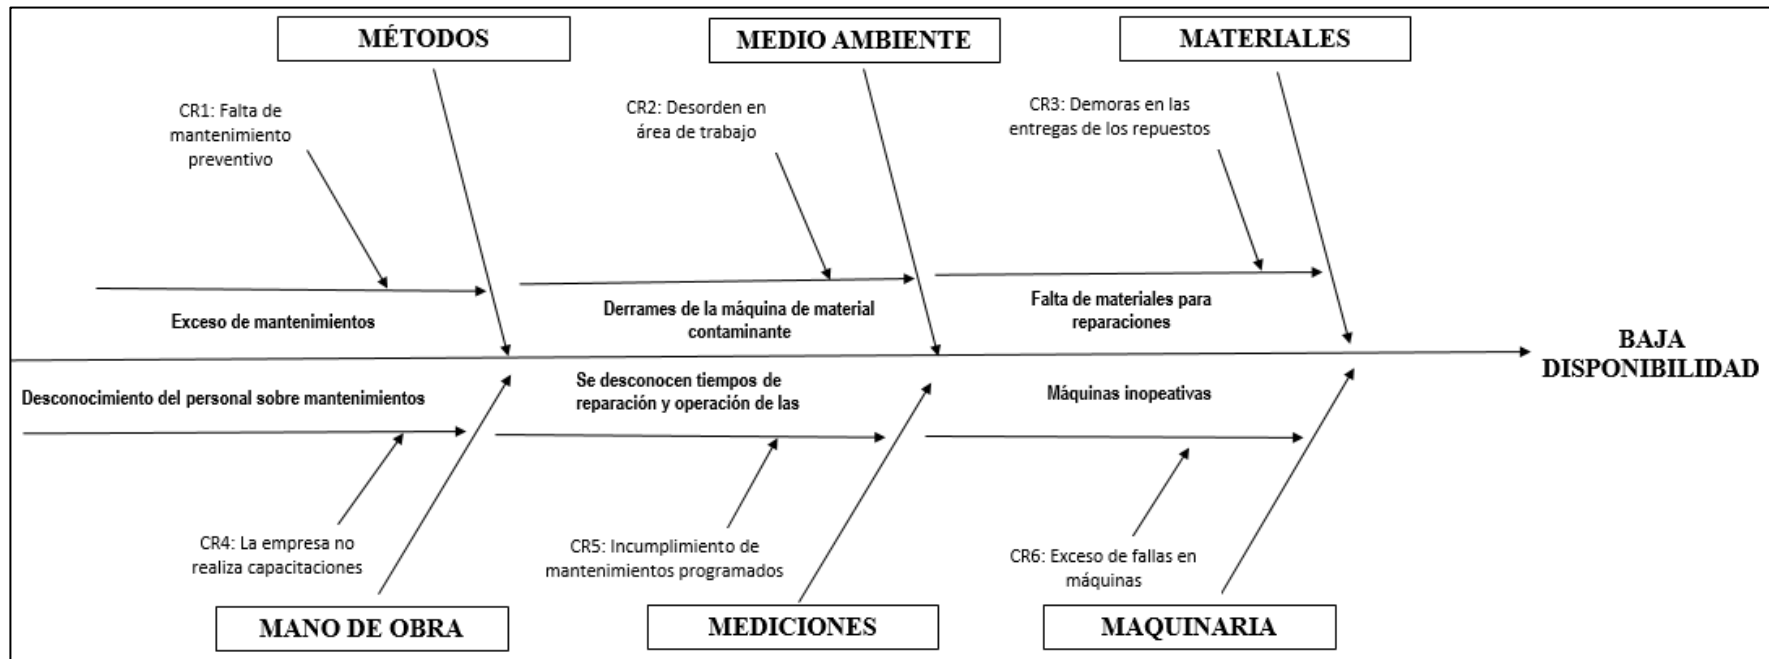 MÉTODOS
MEDIO AMBIENTE
MATERIALES
CR1: Falta de
mantenimiento
preventivo
CR2: Desorden en
área de trabajo
CR3: Demoras en las
entregas de los repuestos
Exceso de mantenimientos
Derrames de la máquina de material
contaminante
Falta de materiales para
reparaciones
BAJA
DISPONIBILIDAD
Desconocimiento del personal sobre mantenimientos
Se desconocen tiempos de
reparación y operación de las
Máquinas inopeativas
CR4: La empresa no
realiza capacitaciones
CR5: Incumplimiento de
mantenimientos programados
CR6: Exceso de fallas en
máquinas
MANO DE OBRA
MEDICIONES
MAQUINARIA